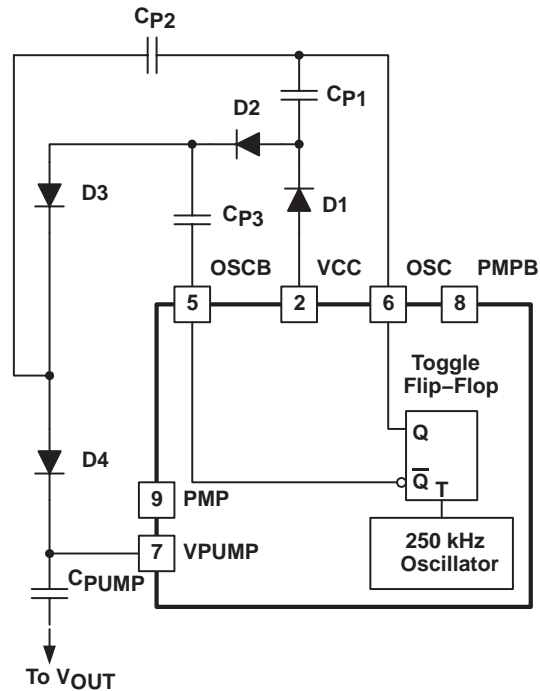 CP2
CP1
D2
D3
D1
CP3
OSCB
VCC
OSC
PMPB
5
2
6
8
Toggle
Flip−Flop
Q
D4
Q̅
T
9
PMP
7
VPUMP
250 kHz
Oscillator
CPUMP
To VOUT